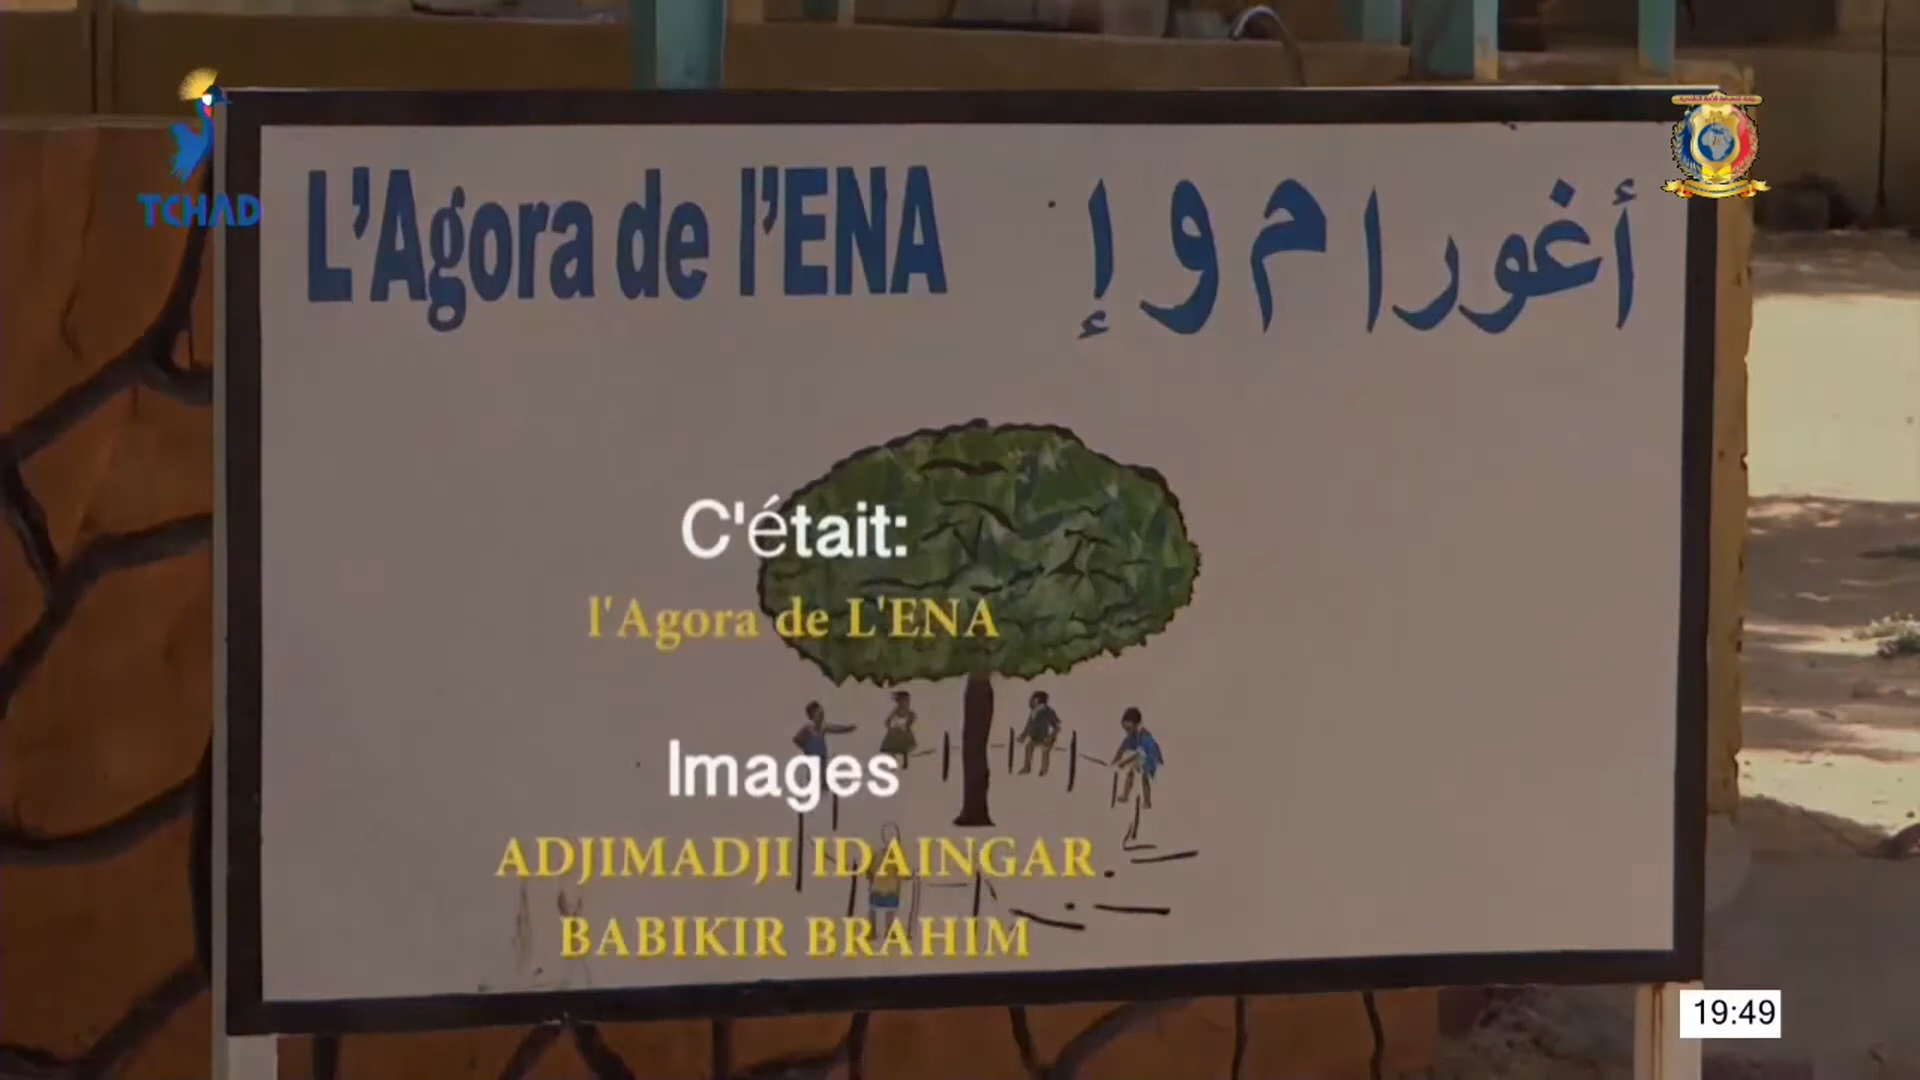 TCHAD
L'Agora de l'ENA
أغورا م و إ
C'était:
l'Agora de L'ENA
Images
ADJIMADJI IDAINGAR
BABIKIR BRAHIM
19:49